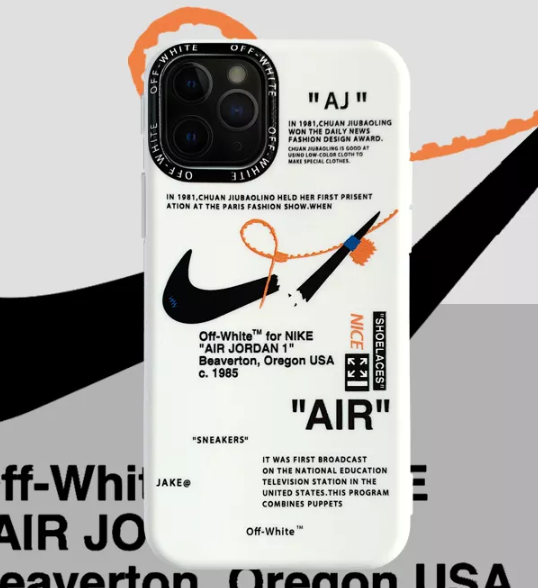 OFF-WHITE OFF-WHITE OFF-WHITE OFF-WHITE
"AJ"
IN 1981,CHUAN JIUBAOLING
WON THE DAILY NEWS
FASHION DESIGN AWARD.
CHUAN JIUBAOLING IS GOOD AT
USING LOW-COLOR CLOTH TO
MAKE SPECIAL CLOTHES.
IN 1981,CHUAN JIUBAOLINO HELD HER FIRST PRISENT
ATION AT THE PARIS FASHION SHOW.WHEN
Off-White™ for NIKE
"AIR JORDAN 1"
Beaverton, Oregon USA
c. 1985
NICE
"SHOELACES"
"AIR"
"SNEAKERS"
IT WAS FIRST BROADCAST
ON THE NATIONAL EDUCATION
TELEVISION STATION IN THE
UNITED STATES.THIS PROGRAM
COMBINES PUPPETS
JAKE@
Off-White™
ff-Whit E
AIR JO
eaverton, Oregon USA